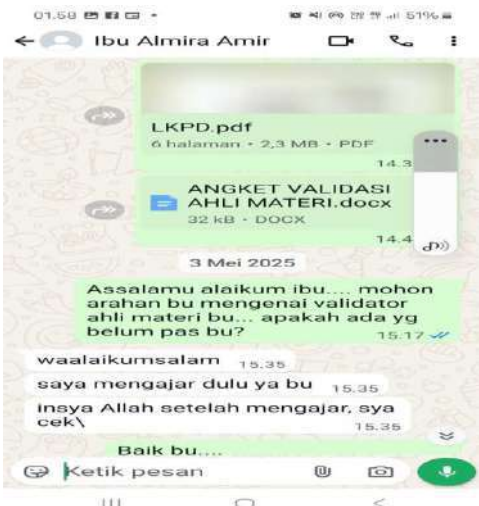 01.58
51%
Ibu Almira Amir
LKPD.pdf
6 halaman • 2,3 MB • PDF
14.3
ANGKET VALIDASI
AHLI MATERI.docx
32 kB • DOCX
14.4
3 Mei 2025
Assalamu alaikum ibu.... mohon
arahan bu mengenai validator
ahli materi bu... apakah ada yg
belum pas bu?
15.17
waalaikumsalam 15.35
saya mengajar dulu ya bu 15.35
insya Allah setelah mengajar, sya
cek\
15.35
Baik bu....
Ketik pesan